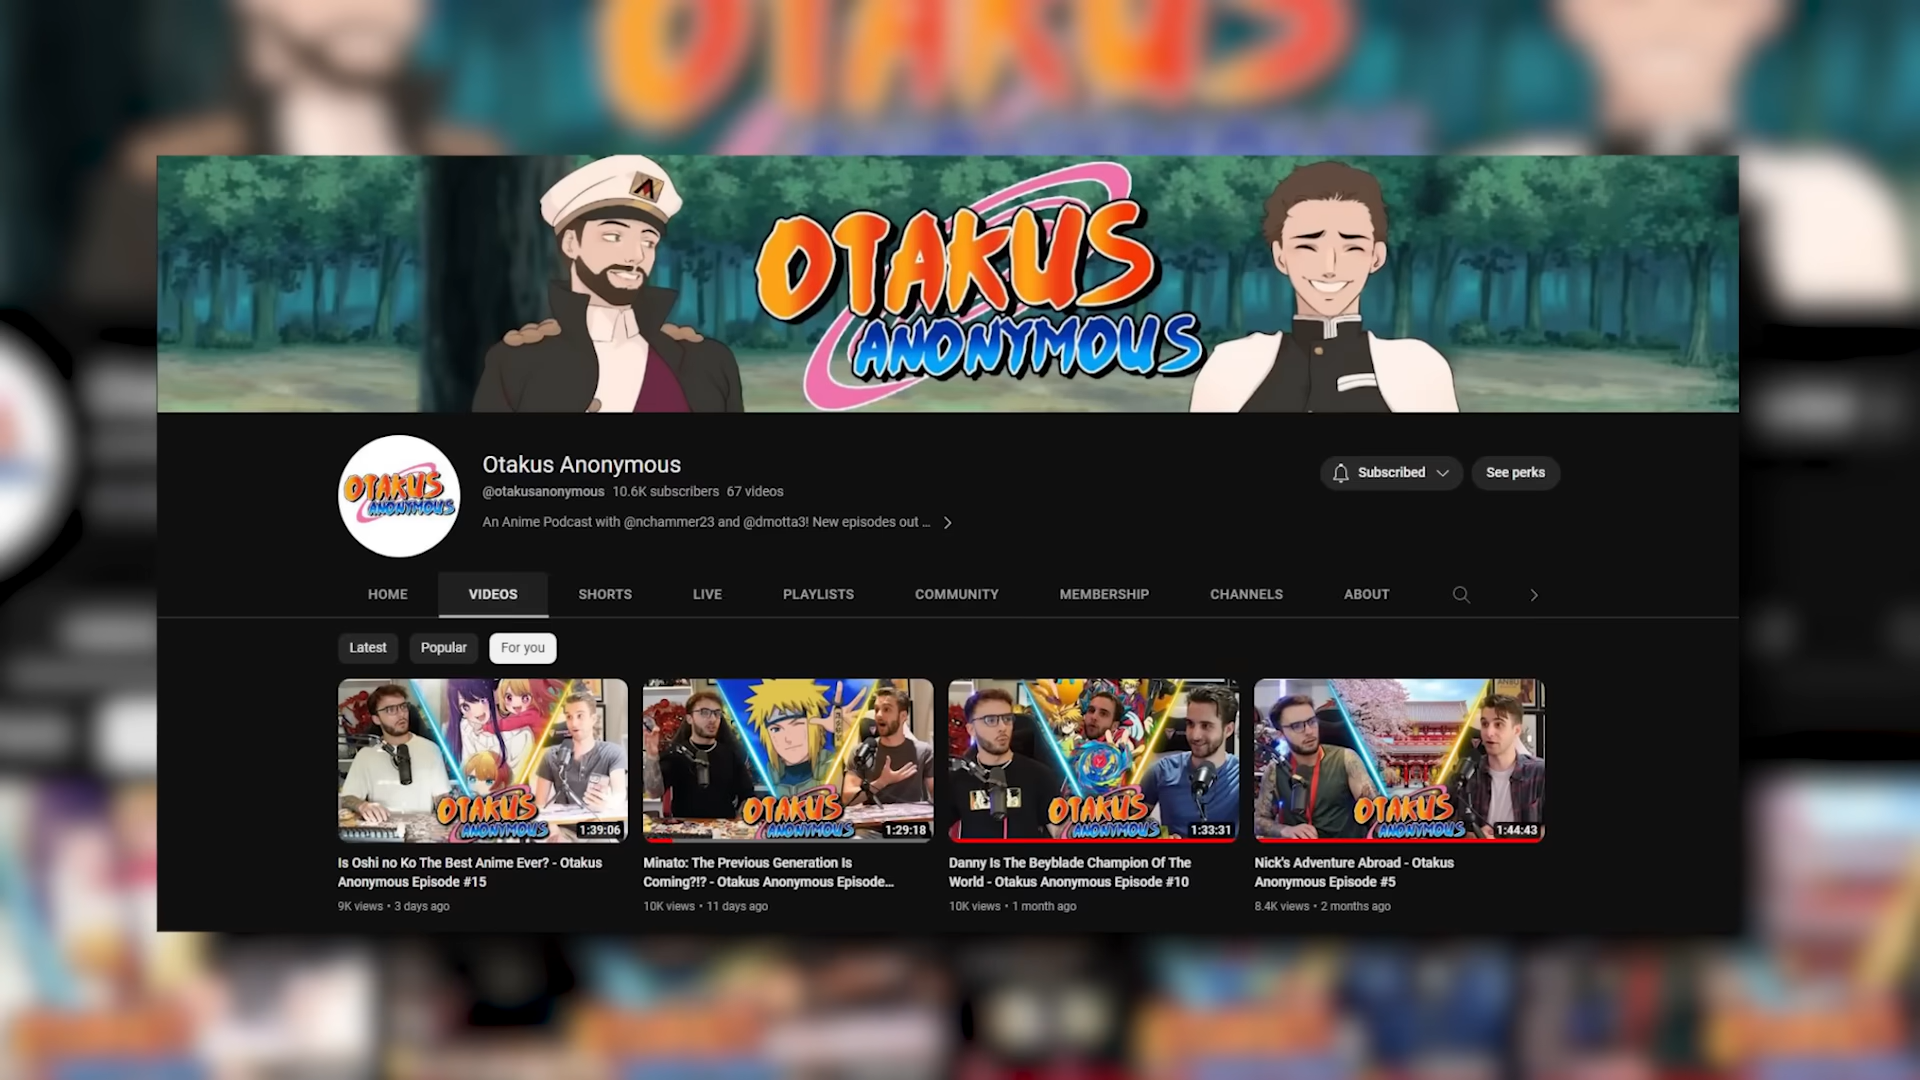 OTAKUS
ANONYMOUS
OTAKUS
ANONYMOUS
Otakus Anonymous
@otakusanonymous 10.6K subscribers 67 videos
An Anime Podcast with @nchammer23 and @dmotta3! New episodes out ...
Subscribed
See perks
HOME
VIDEOS
SHORTS
LIVE
PLAYLISTS
COMMUNITY
MEMBERSHIP
CHANNELS
ABOUT
Latest
Popular
For you
OTAKUS
ANONYMOUS
1:39:06
OTAKUS
ANONYMOUS
1:29:18
OTAKUS
ANONYMOUS
1:33:31
OTAKUS
ANONYMOUS
1:44:43
Is Oshi no Ko The Best Anime Ever? - Otakus
Anonymous Episode #15
9K views • 3 days ago
Minato: The Previous Generation Is
Coming?!? - Otakus Anonymous Episode...
10K views • 11 days ago
Danny Is The Beyblade Champion Of The
World - Otakus Anonymous Episode #10
10K views • 1 month ago
Nick's Adventure Abroad - Otakus
Anonymous Episode #5
8.4K views • 2 months ago